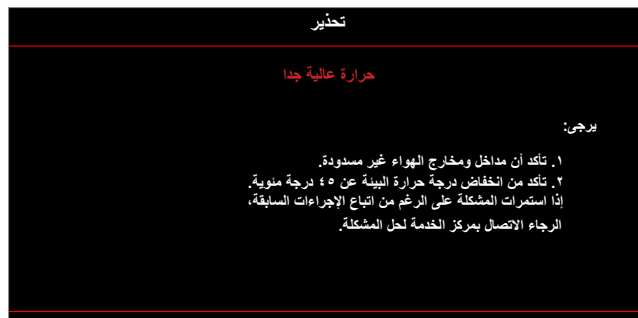 تحذير
حرارة عالية جدا
يرجى:
١. تأكد أن مداخل ومخارج الهواء غير مسدودة.
٢. تأكد من انخفاض درجة حرارة البيئة عن ٤٥ درجة مئوية.
إذا استمرات المشكلة على الرغم من اتباع الإجراءات السابقة،
الرجاء الاتصال بمركز الخدمة لحل المشكلة.